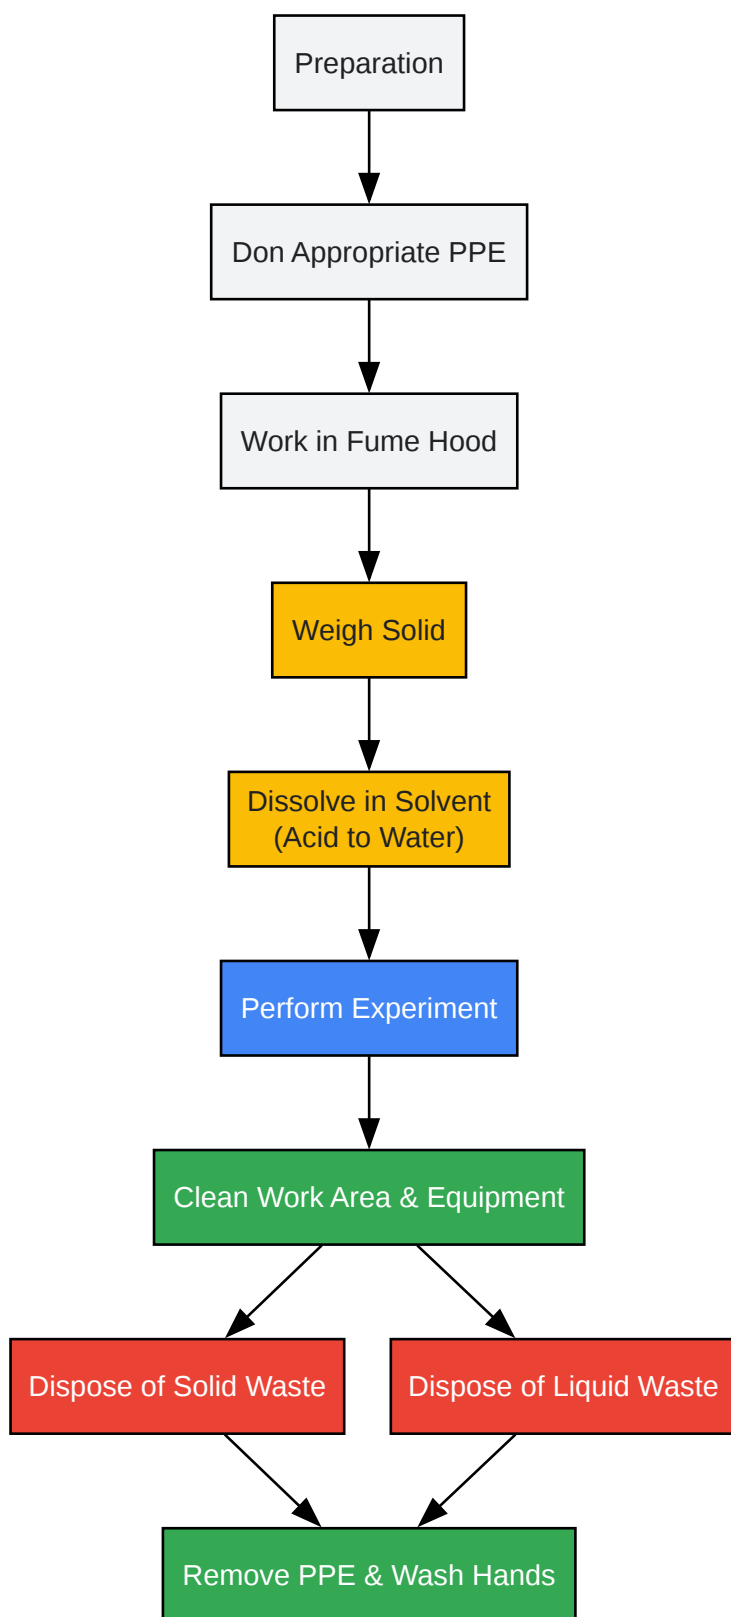 Preparation
Don Appropriate PPE
Work in Fume Hood
Weigh Solid
Dissolve in Solvent
(Acid to Water)
Perform Experiment
Clean Work Area & Equipment
Dispose of Solid Waste
Dispose of Liquid Waste
Remove PPE & Wash Hands